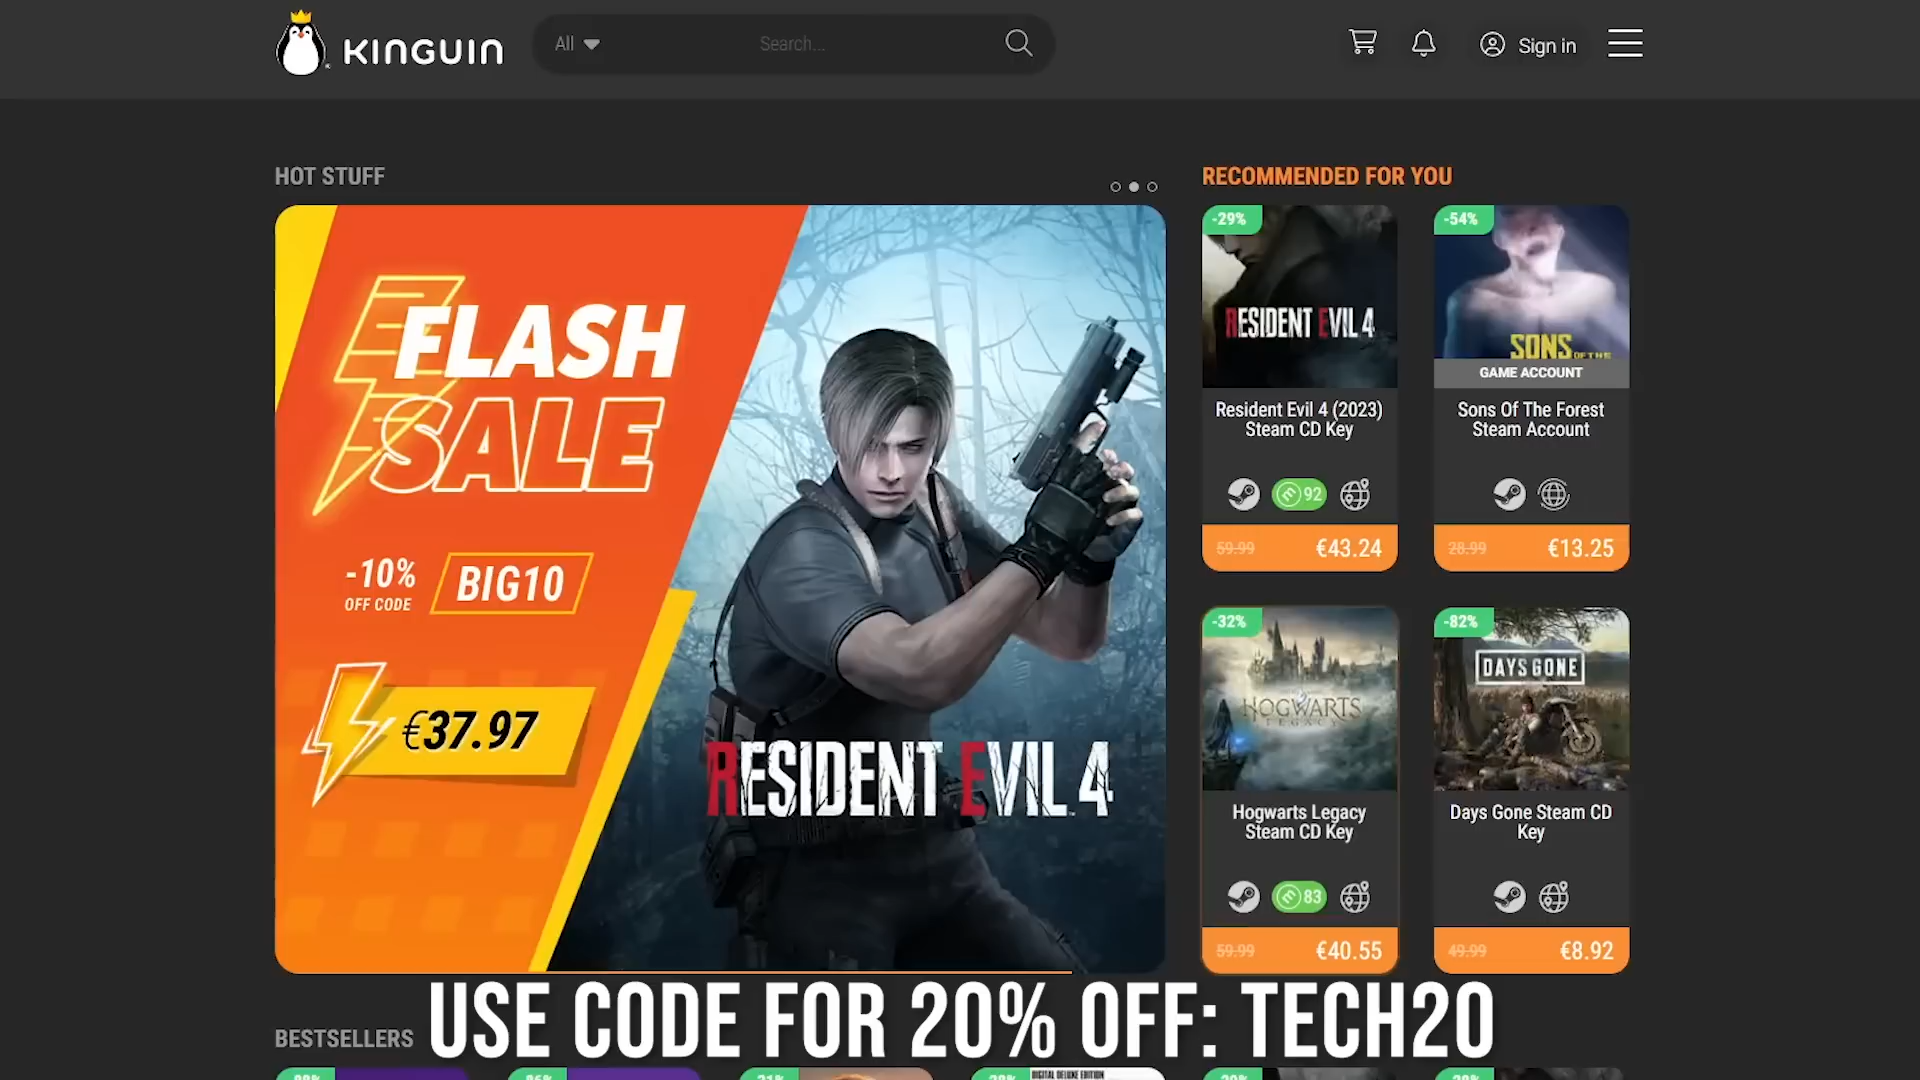 KINGUIN
All
Search...
Sign in
HOT STUFF
FLASH
SALE
-10%
OFF CODE
BIG10
€37.97
RESIDENT EVIL 4
RECOMMENDED FOR YOU
-29%
RESIDENT EVIL 4
Resident Evil 4 (2023)
Steam CD Key
92
59.99
€43.24
-54%
SONS OF THE
GAME ACCOUNT
Sons Of The Forest
Steam Account
28.99
€13.25
-32%
HOGWARTS
LEGACY
Hogwarts Legacy
Steam CD Key
83
59.99
€40.55
-82%
DAYS GONE
Days Gone Steam CD
Key
49.99
€8.92
BESTSELLERS
USE CODE FOR 20% OFF: TECH20
DIGITAL DELUXE EDITION